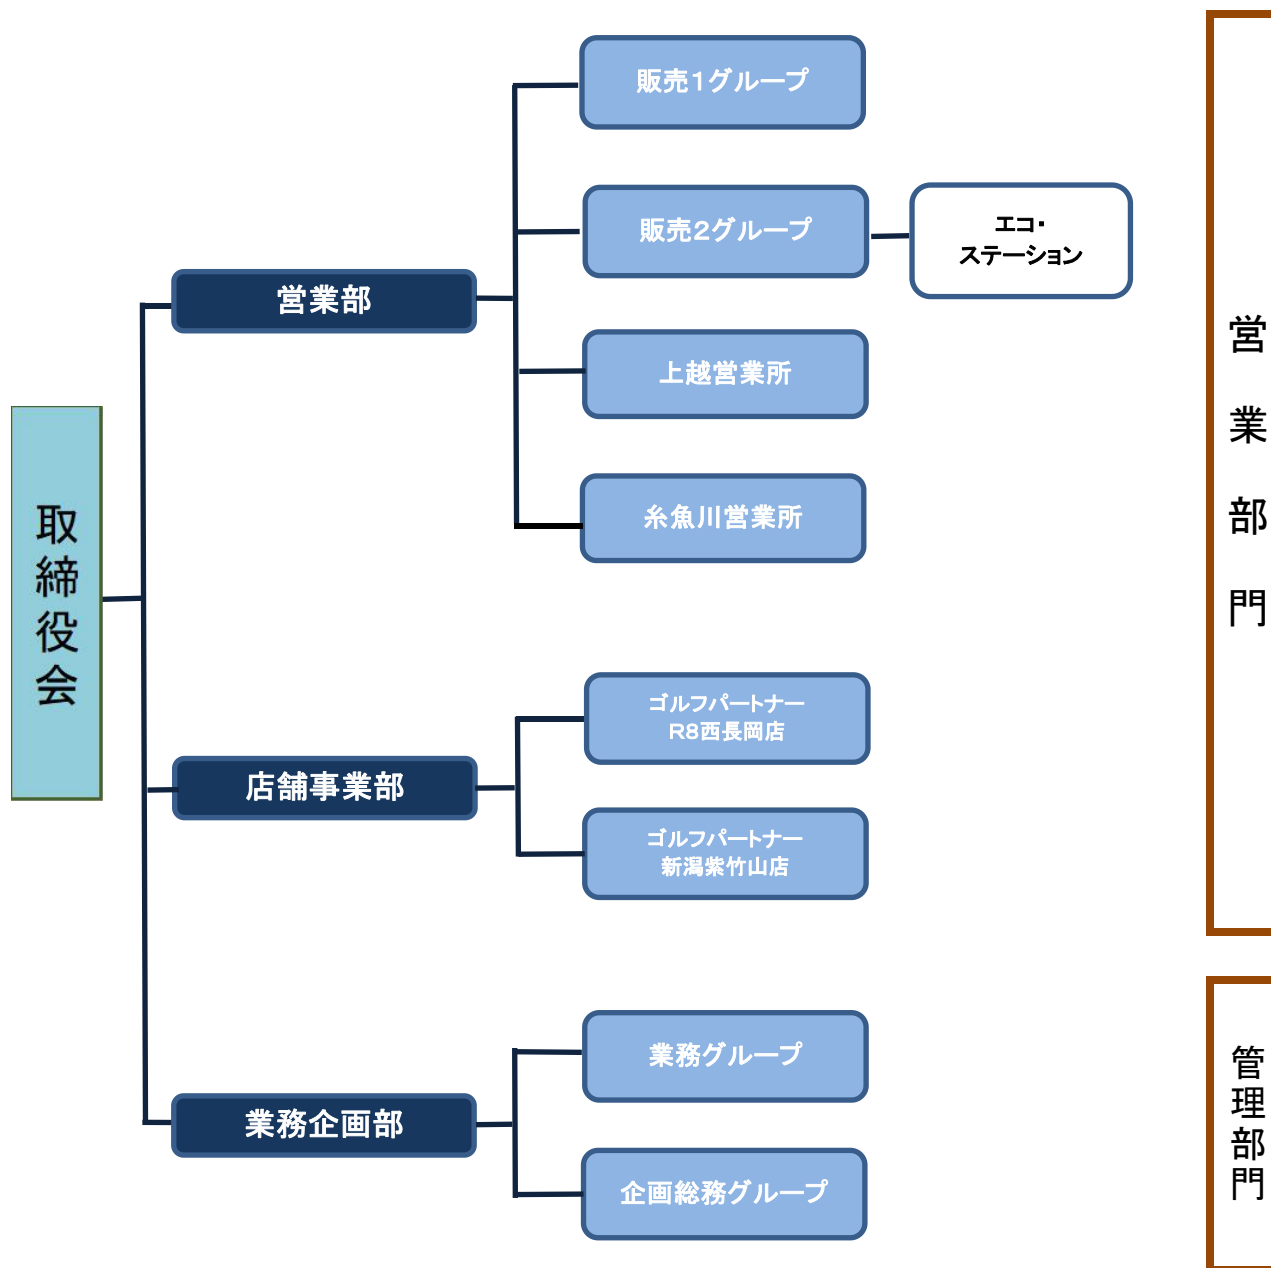 取締役会
営業部
販売1グループ
販売2グループ
エコ・
ステーション
上越営業所
糸魚川営業所
店舗事業部
ゴルフパートナー
R8西長岡店
ゴルフパートナー
新潟紫竹山店
業務企画部
業務グループ
企画総務グループ
営業部門
管理部門